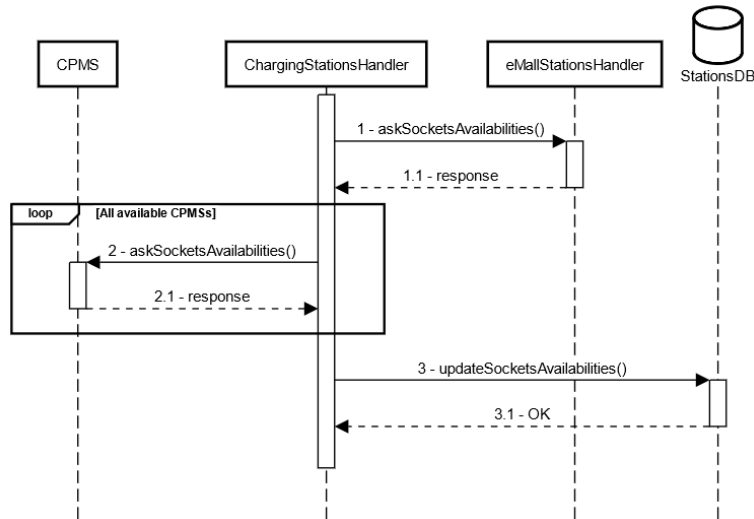 CPMS
ChargingStationsHandler
eMallStationsHandler
StationsDB
1 - askSocketsAvailabilities()
1.1 - response
loop
[All available CPMSs]
2 - askSocketsAvailabilities()
2.1 - response
3 - updateSocketsAvailabilities()
3.1 - OK